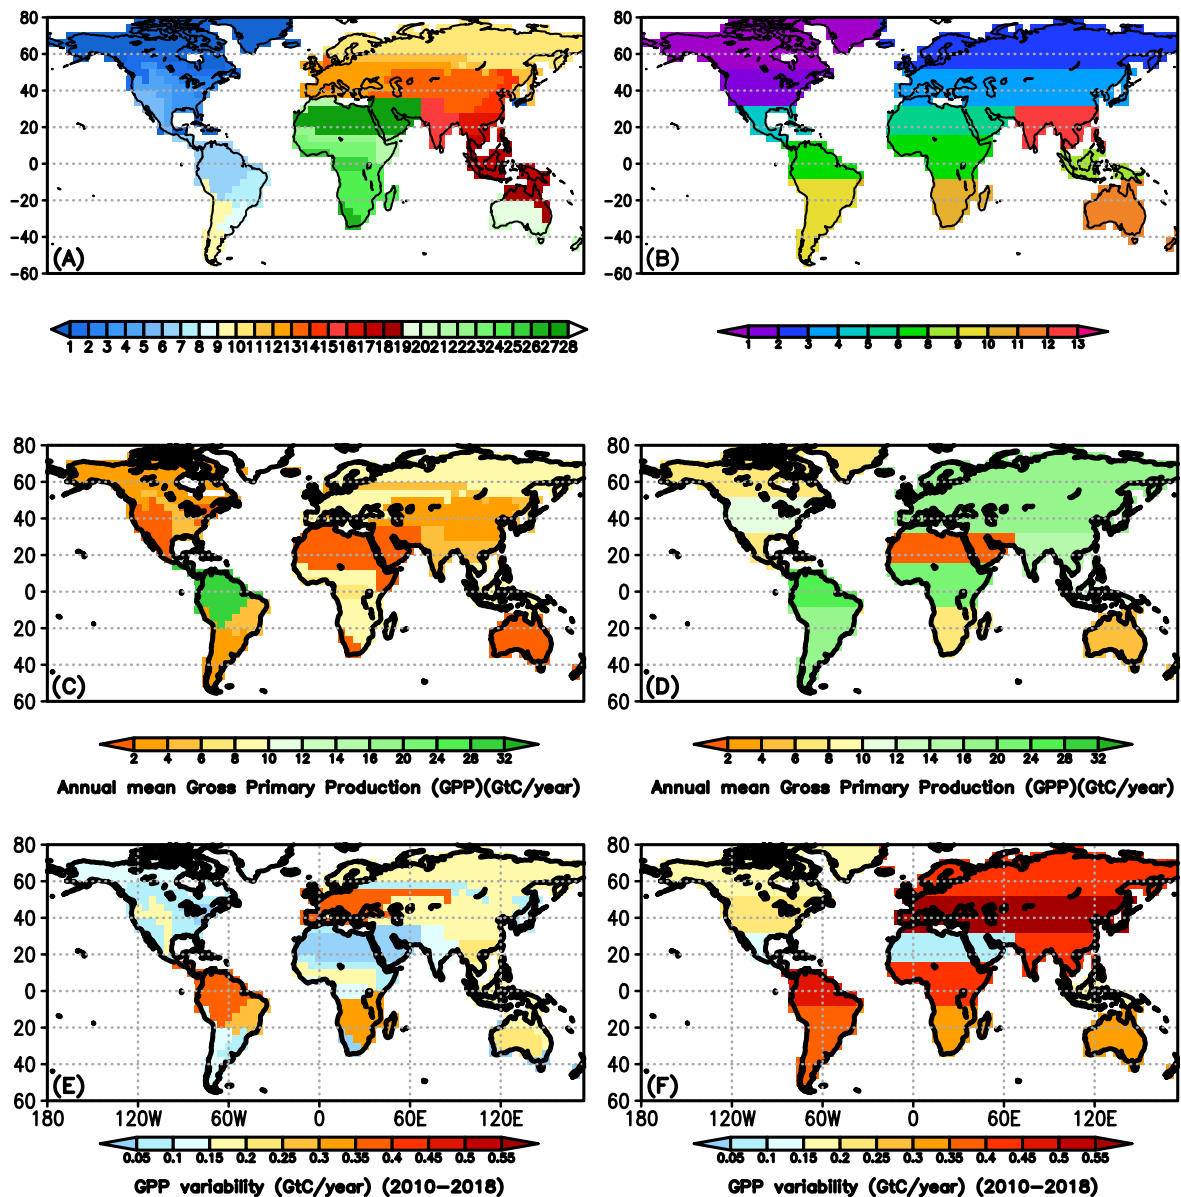 80 80
60 60
40 40
20 20
0 0
−20 −20
−40 −40
(A) (B)
−60 −60
1 2 3 4 5 6 7 8 9 10 11 12 13 14 15 16 17 18 19 20 21 22 23 24 25 26 27 28
1 2 3 4 5 6 8 9 10 11 12 13
80 80
60 60
40 40
20 20
0 0
20 20
40 40
(C) (D)
60 60
2 4 6 8 10 12 14 16 20 24 28 32
2 4 6 8 10 12 14 16 20 24 28 32
Annual mean Gross Primary Production (GPP)(GtC/year)
Annual mean Gross Primary Production (GPP)(GtC/year)
80 80
60 60
40 40
20 20
0 0
20 20
40 40
(E) (F)
60 60
180 120W 60W 0 60E 120E
180 120W 60W 0 60E 120E
0.05 0.1 0.15 0.2 0.25 0.3 0.35 0.4 0.45 0.5 0.55
0.05 0.1 0.15 0.2 0.25 0.3 0.35 0.4 0.45 0.5 0.55
GPP variability (GtC/year) (2010−2018)
GPP variability (GtC/year) (2010−2018)